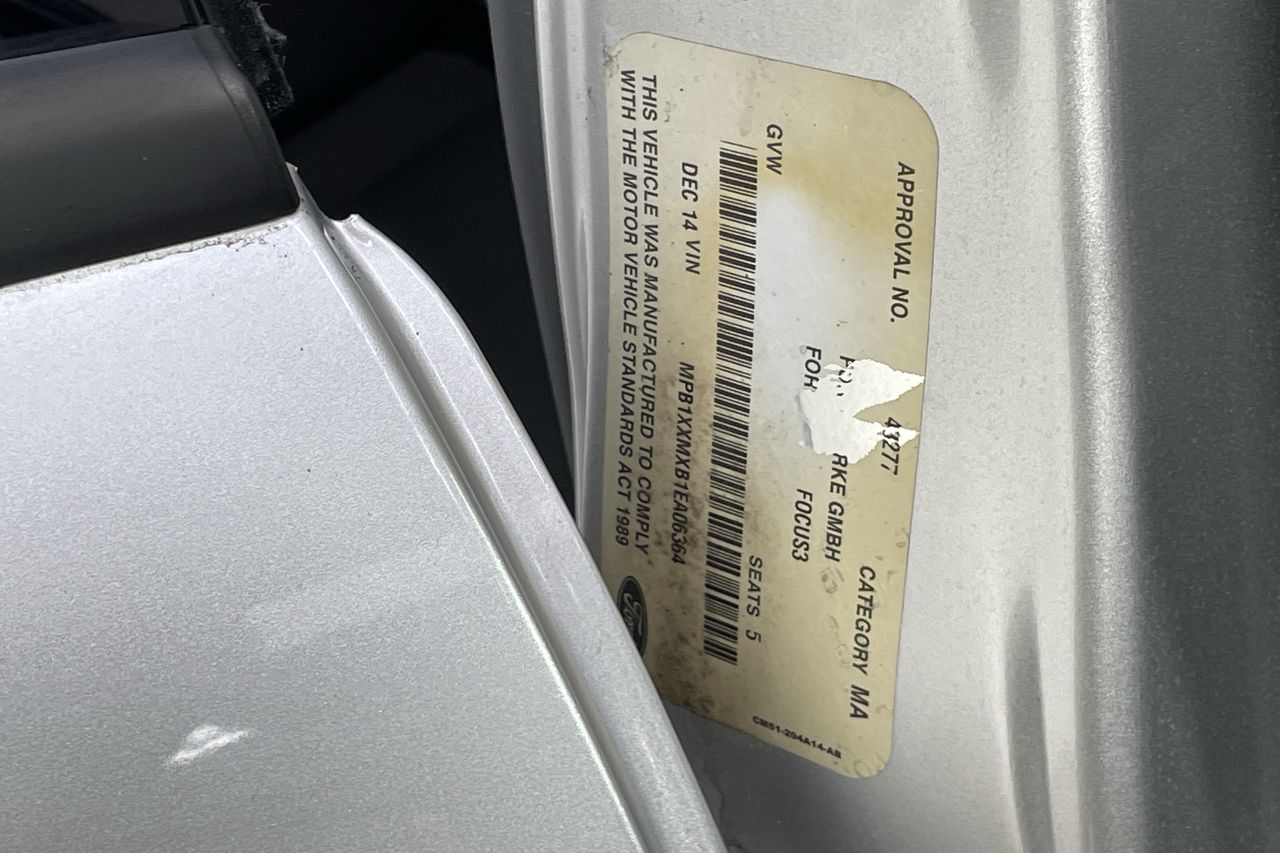 APPROVAL NO. 43277 CATEGORY MA
RKE GMBH
FOCUS3
GVW SEATS 5
DEC 14 VIN MPB1XXMXB1EA06364
THIS VEHICLE WAS MANUFACTURED TO COMPLY
WITH THE MOTOR VEHICLE STANDARDS ACT 1989
Ford
CM51-204A14-AB